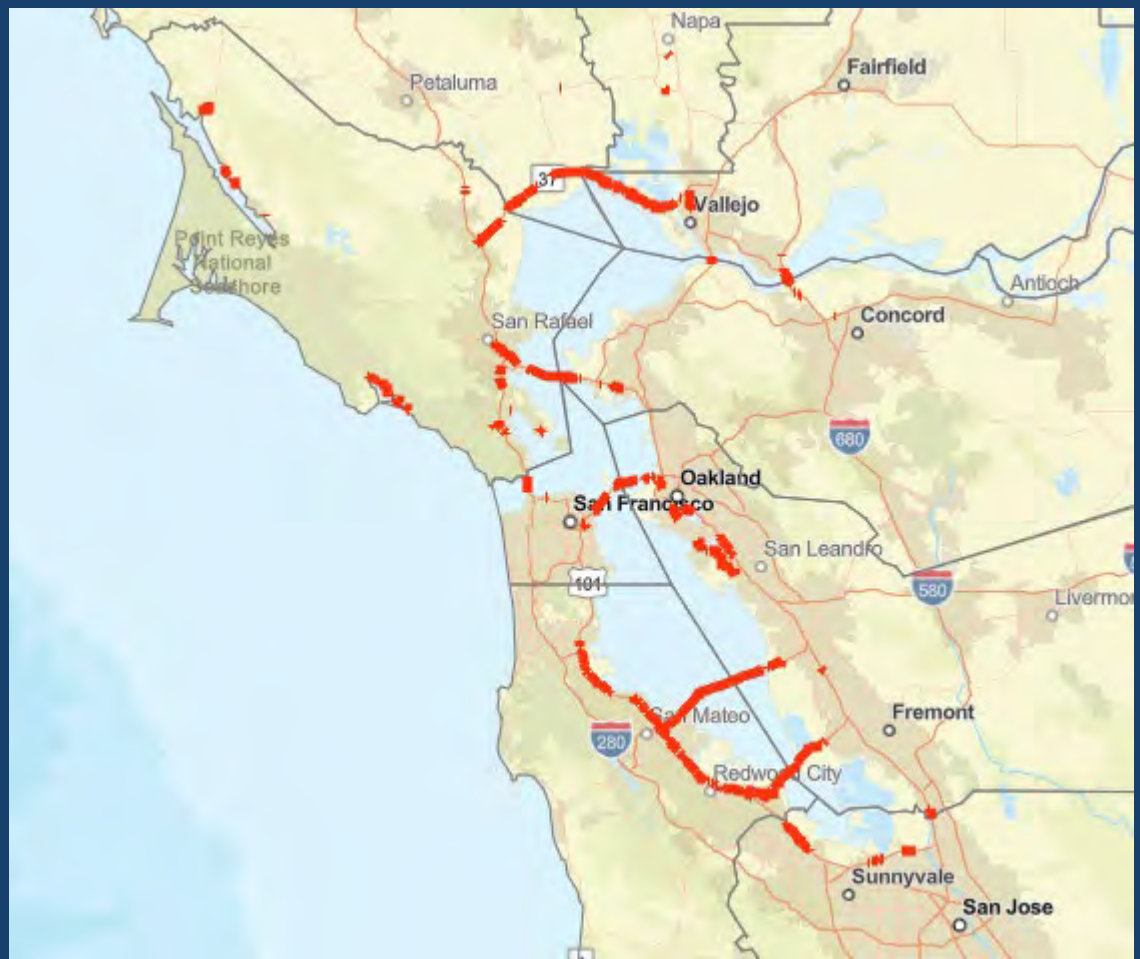 Napa
Fairfield
Petaluma
37
Vallejo
Point Reyes
National
Seashore
Antioch
San Rafael
Concord
680
Oakland
San Francisco
San Leandro
580
101
Livermor
San Mateo
Fremont
280
Redwood City
Sunnyvale
San Jose